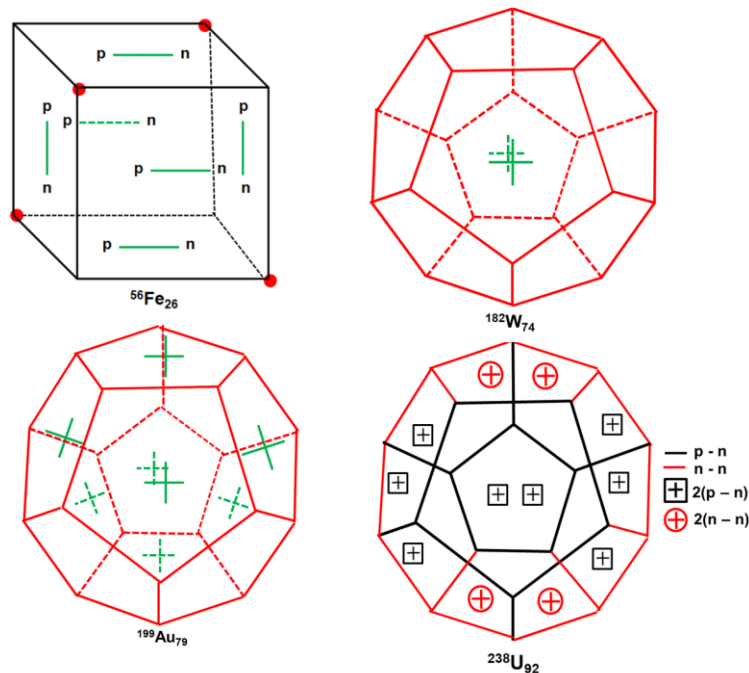 p n
p p
p n
n n
p n
p n
⁵⁶Fe₂₆
¹⁸²W₇₄
¹⁹⁹Au₇₉
²³⁸U₉₂
p - n
n - n
2(p – n)
2(n – n)